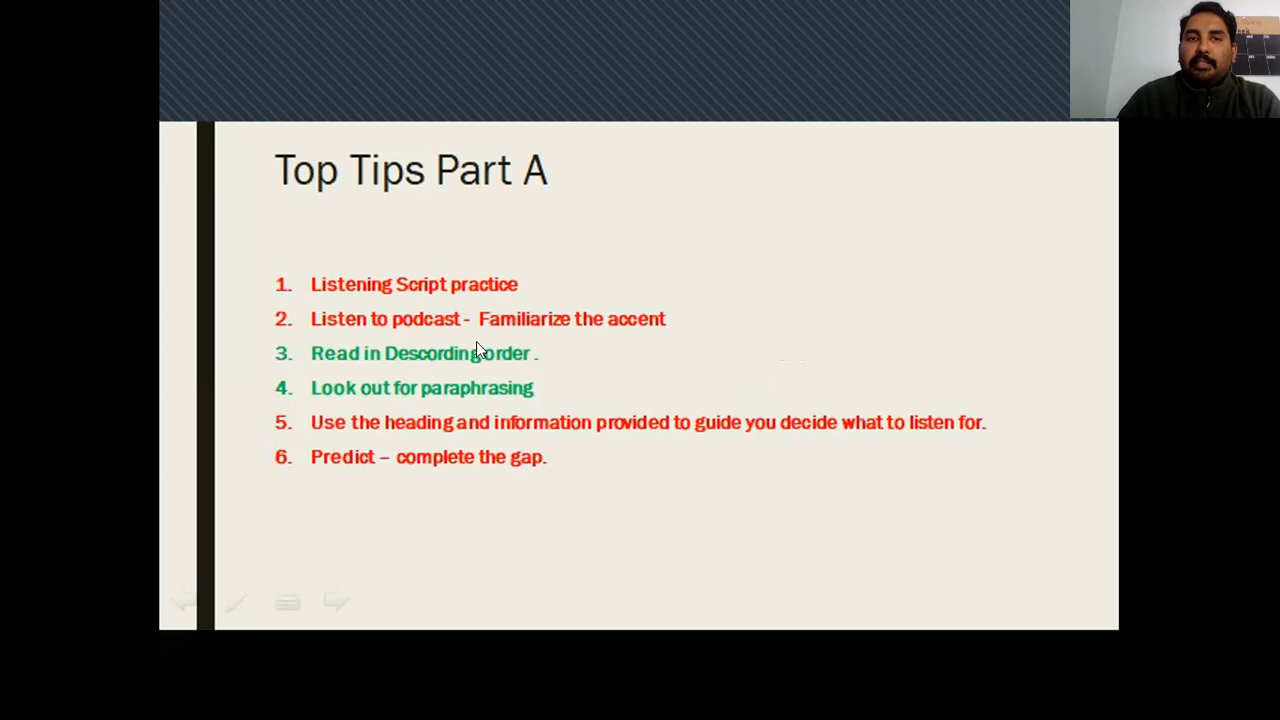 Top Tips Part A
1. Listening Script practice
2. Listen to podcast - Familiarize the accent
3. Read in Descording order .
4. Look out for paraphrasing
5. Use the heading and information provided to guide you decide what to listen for.
6. Predict – complete the gap.